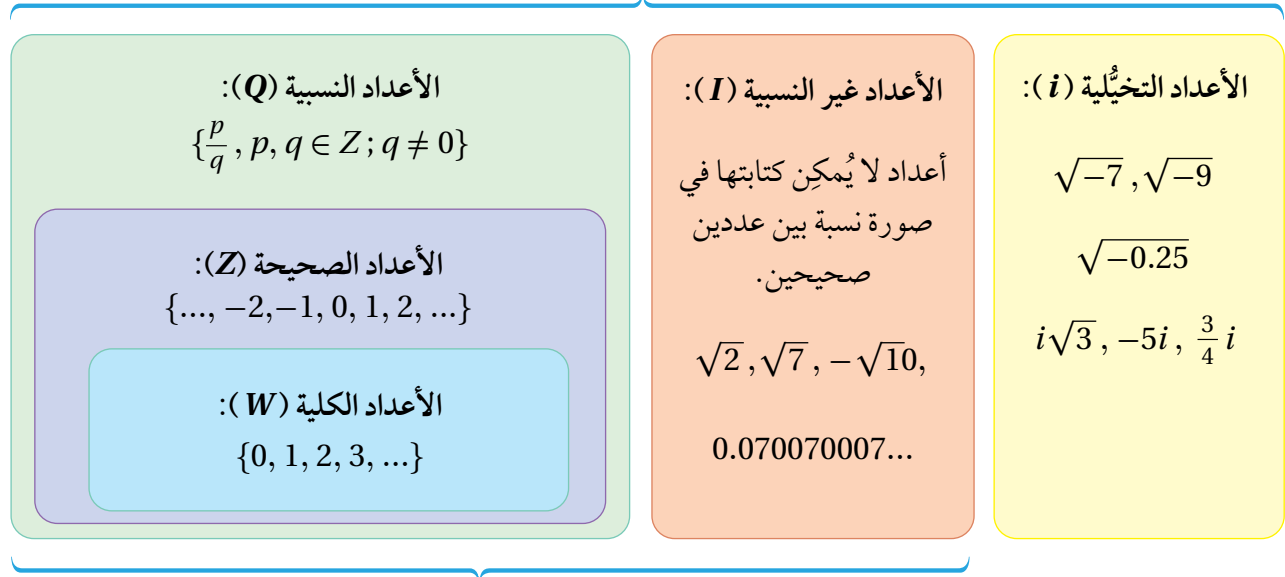 الأعداد التخيُّلية (i):
√−7 , √−9
√−0.25
i√3 , −5i , 3/4 i
الأعداد غير النسبية (I):
أعداد لا يُمكِن كتابتها في
صورة نسبة بين عددين
صحيحين.
√2 , √7 , −√10,
0.070070007...
الأعداد النسبية (Q):
{p/q , p, q ∈ Z ; q ≠ 0}
الأعداد الصحيحة (Z):
{..., −2,−1, 0, 1, 2, ...}
الأعداد الكلية (W):
{0, 1, 2, 3, ...}